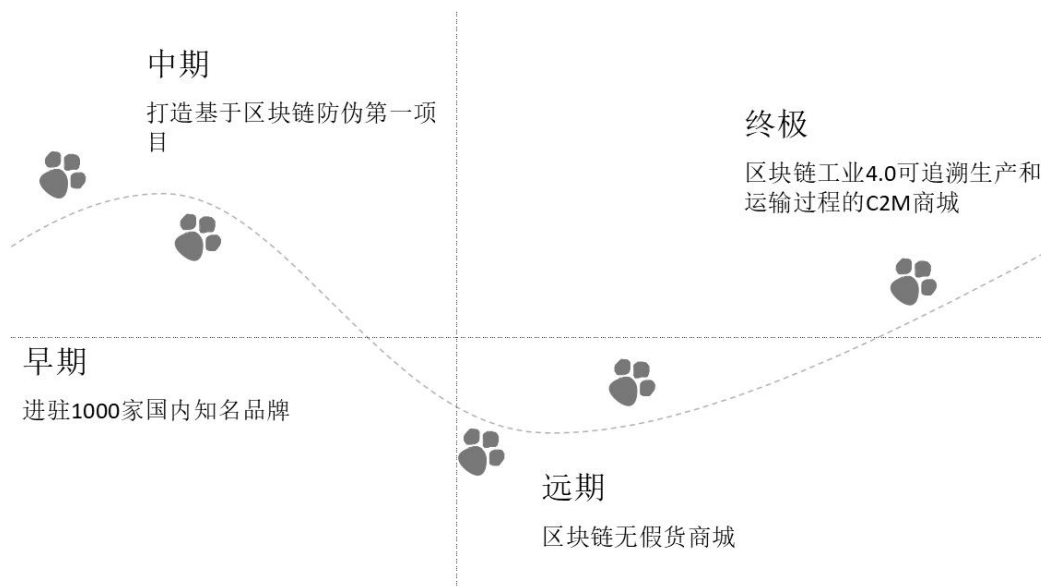 中期
打造基于区块链防伪第一项
目
终极
区块链工业4.0可追溯生产和
运输过程的C2M商城
早期
进驻1000家国内知名品牌
远期
区块链无假货商城